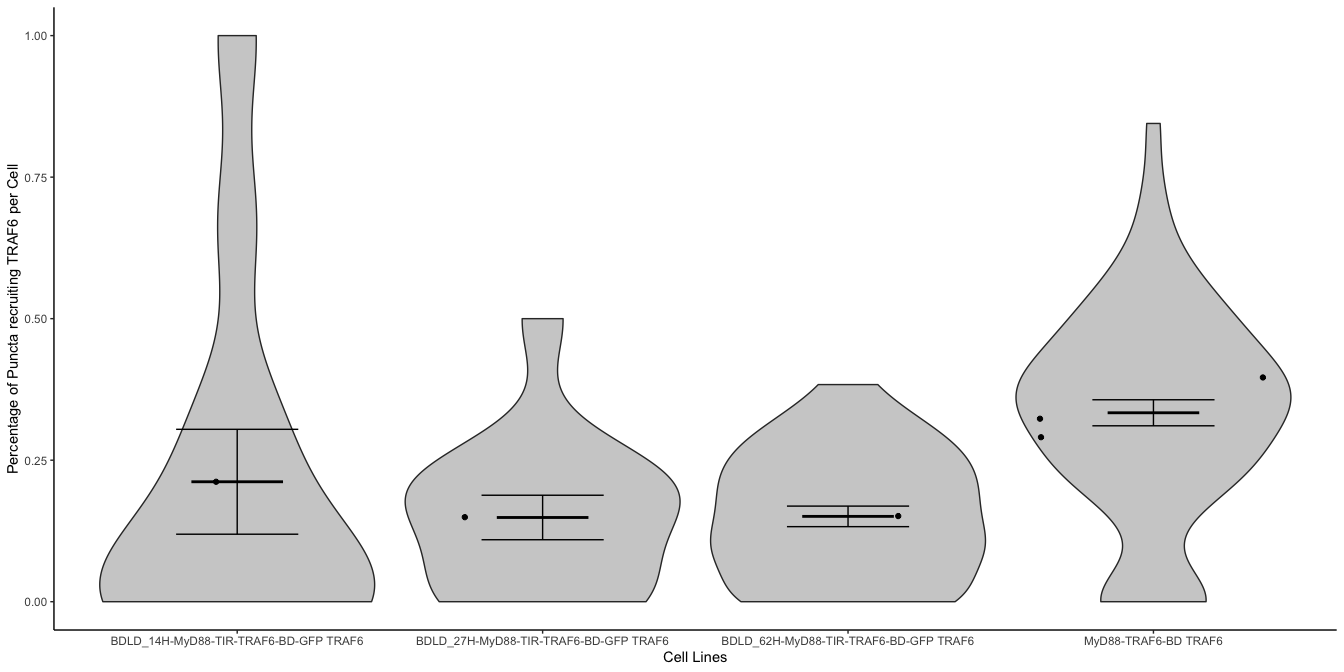 Percentage of Puncta recruiting TRAF6 per Cell
1.00
0.75
0.50
0.25
0.00
BDLD_14H-MyD88-TIR-TRAF6-BD-GFP TRAF6
BDLD_27H-MyD88-TIR-TRAF6-BD-GFP TRAF6
BDLD_62H-MyD88-TIR-TRAF6-BD-GFP TRAF6
MyD88-TRAF6-BD TRAF6
Cell Lines